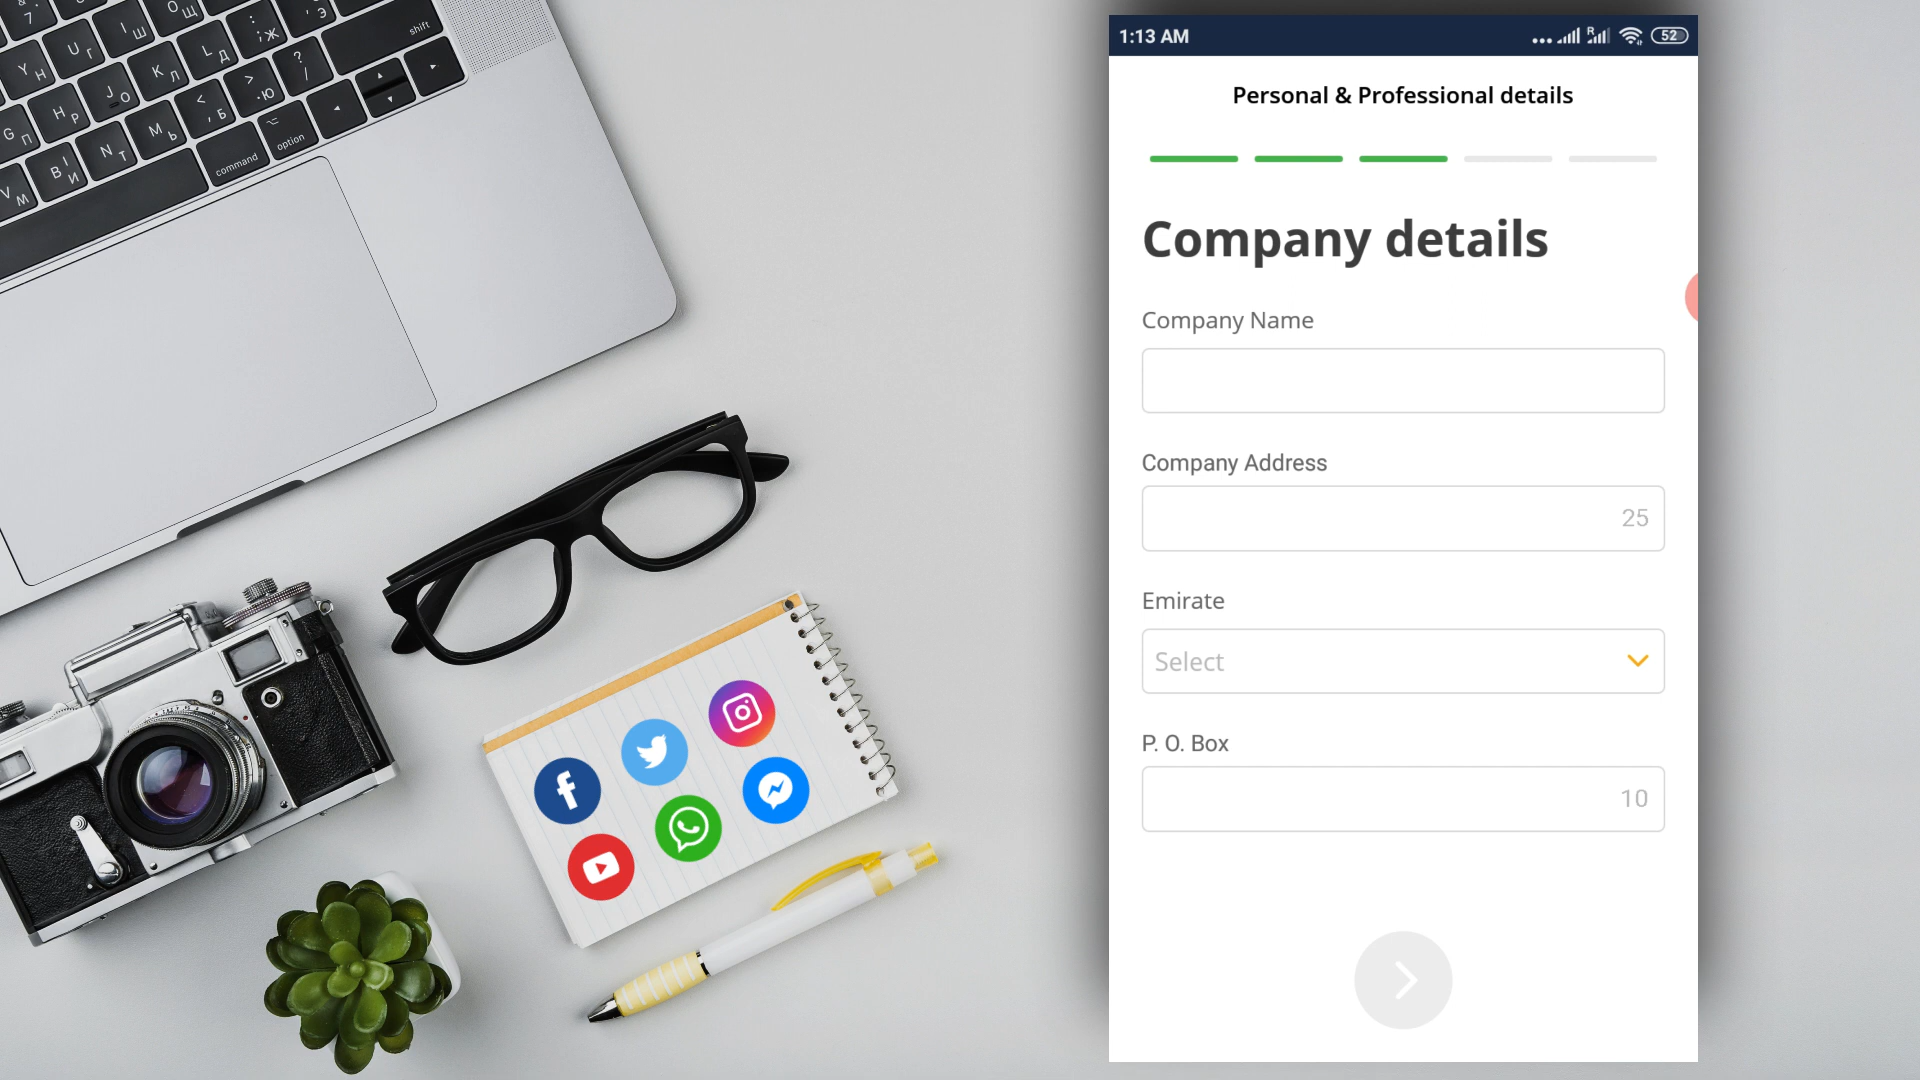 1:13 AM
R
52
Personal & Professional details
Company details
Company Name
Company Address
25
Emirate
Select
P. O. Box
10
shift
command
option